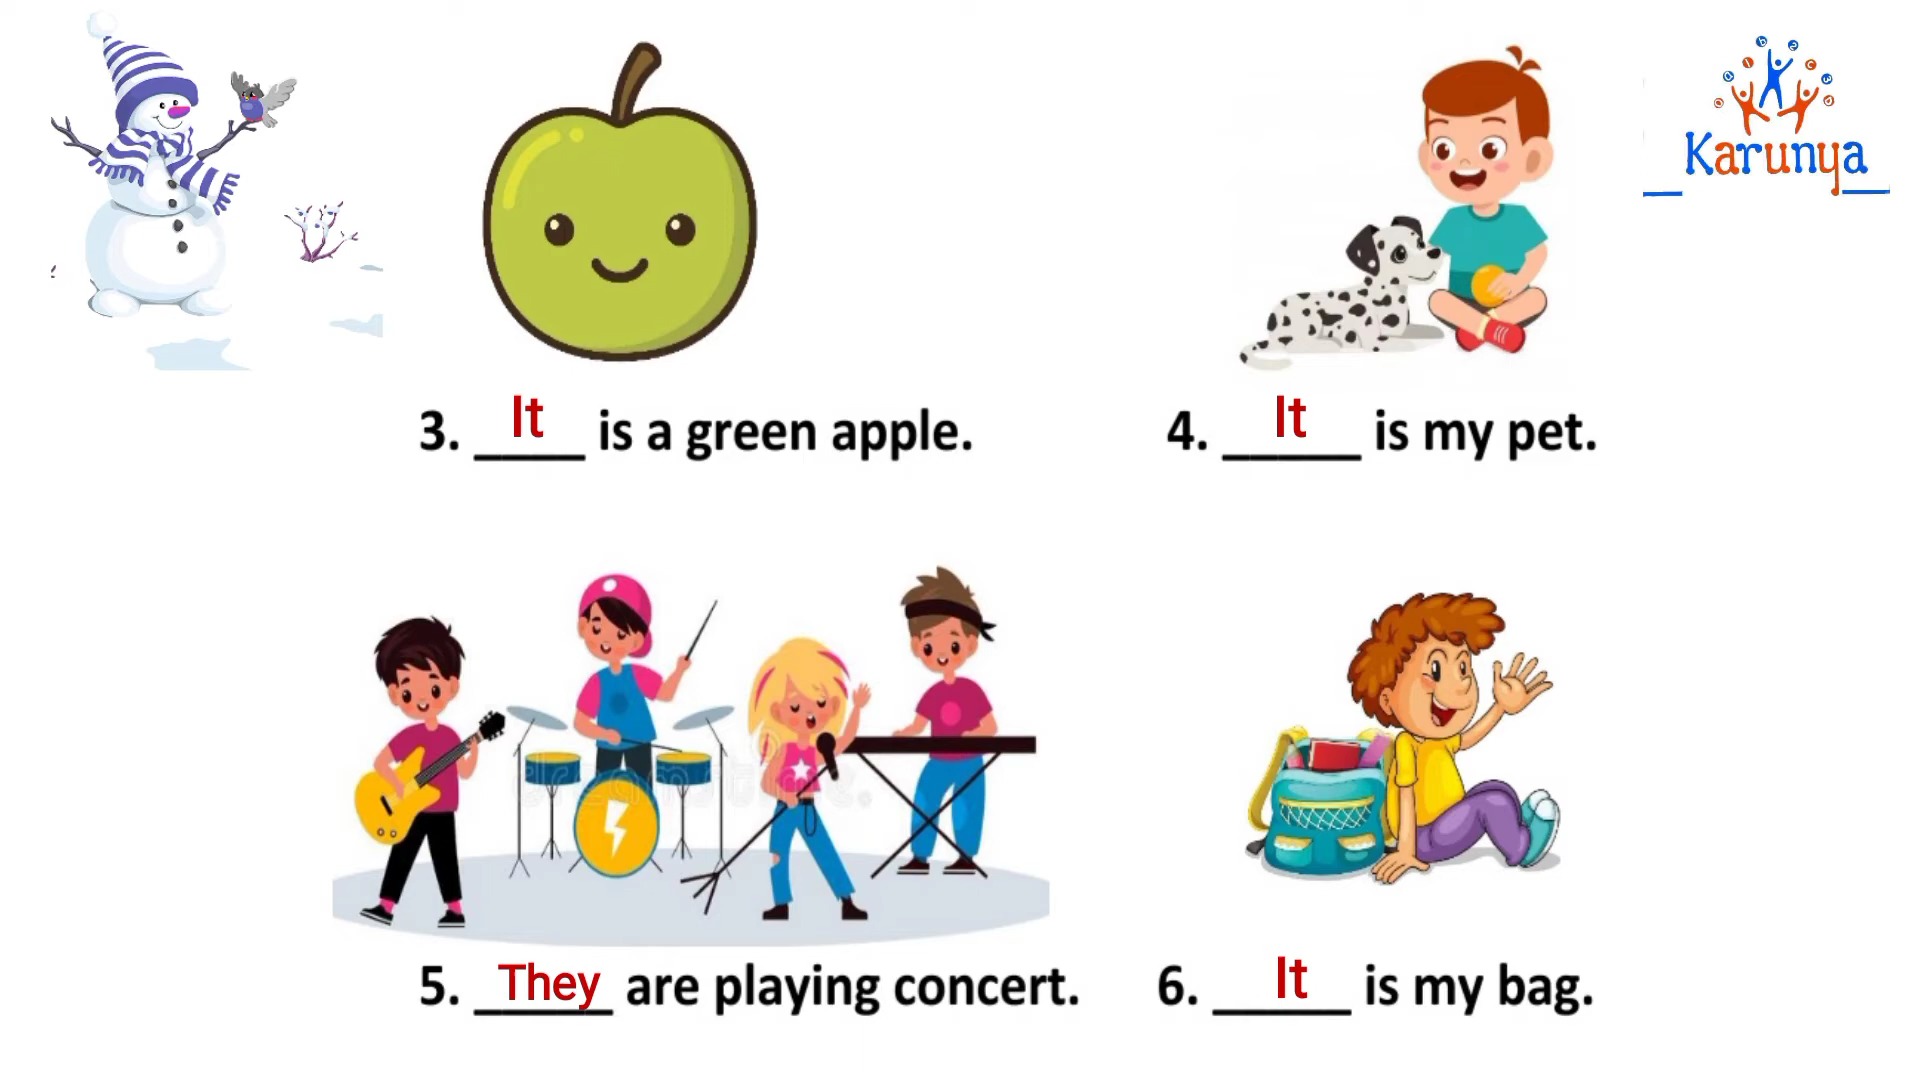 Karunya
3. It is a green apple.
4. It is my pet.
dreamstime.
5. They are playing concert.
6. It is my bag.